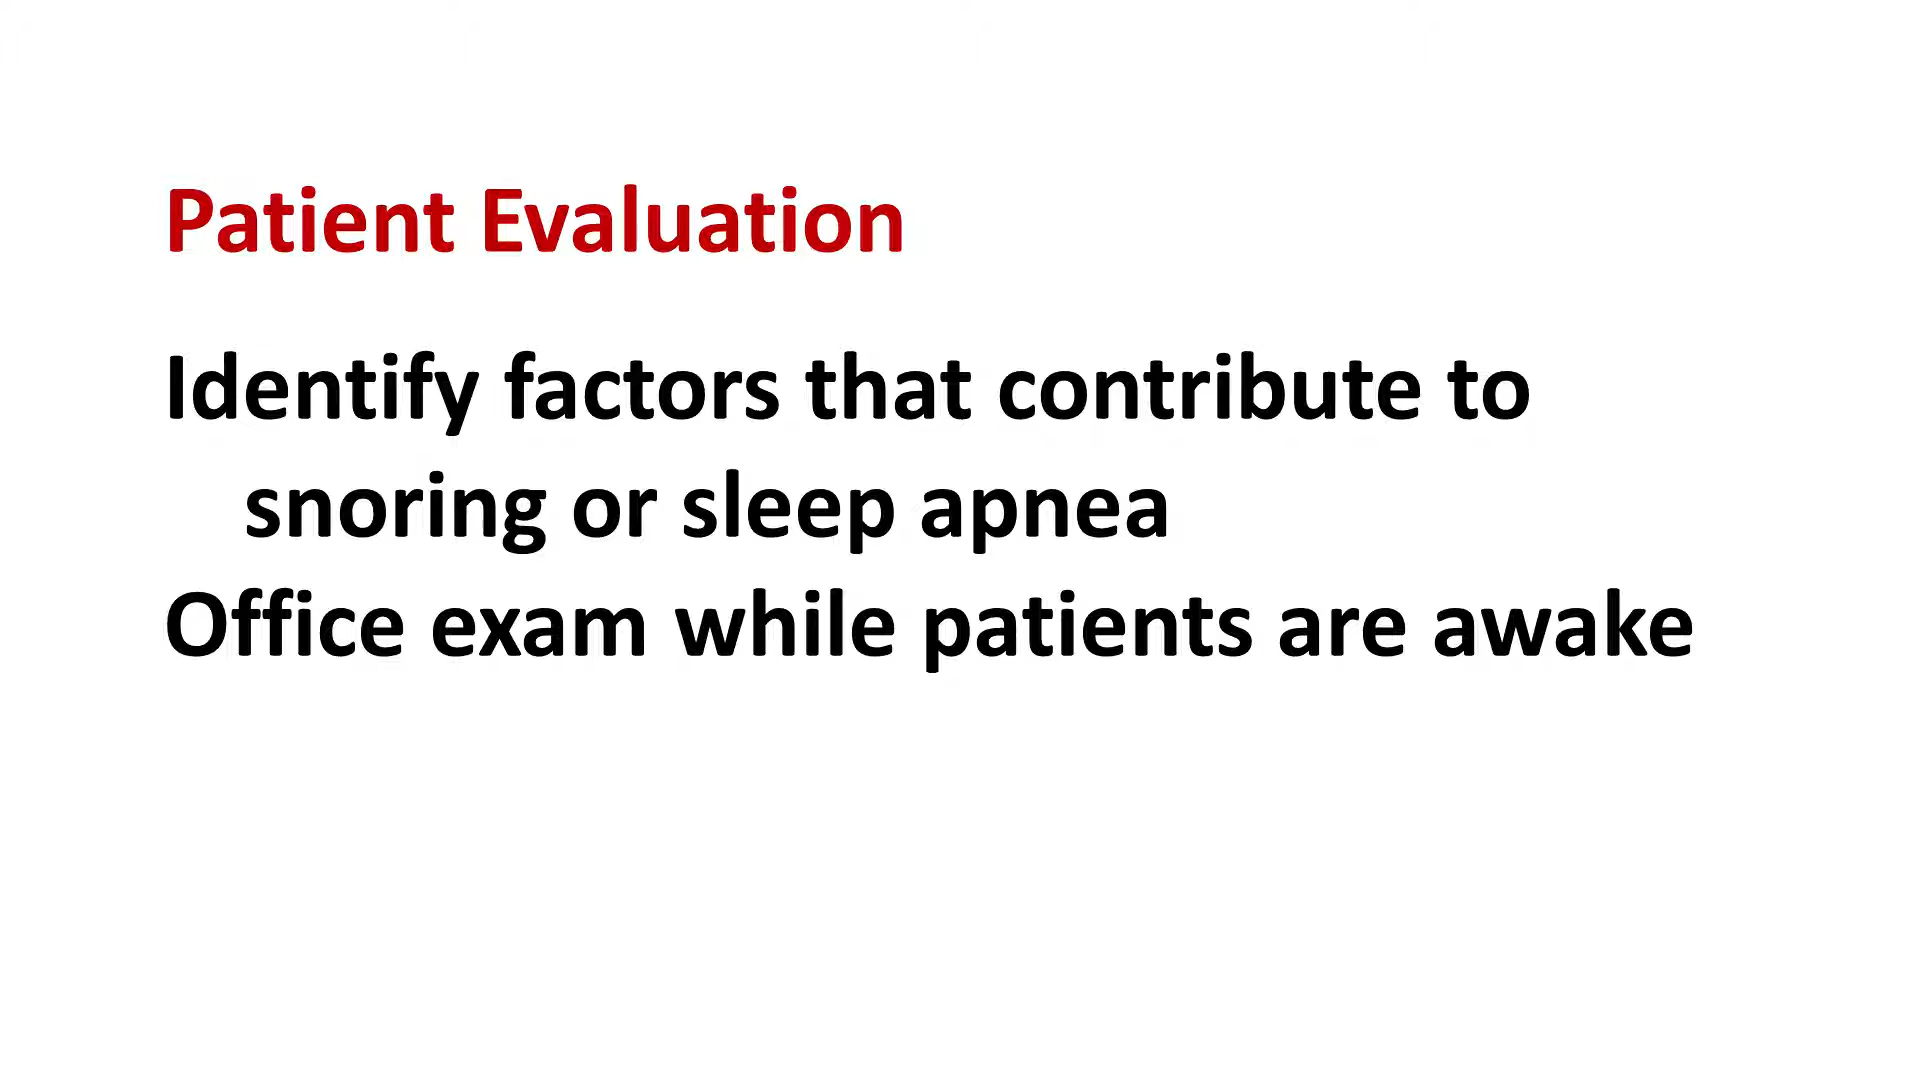 Patient Evaluation
Identify factors that contribute to
snoring or sleep apnea
Office exam while patients are awake